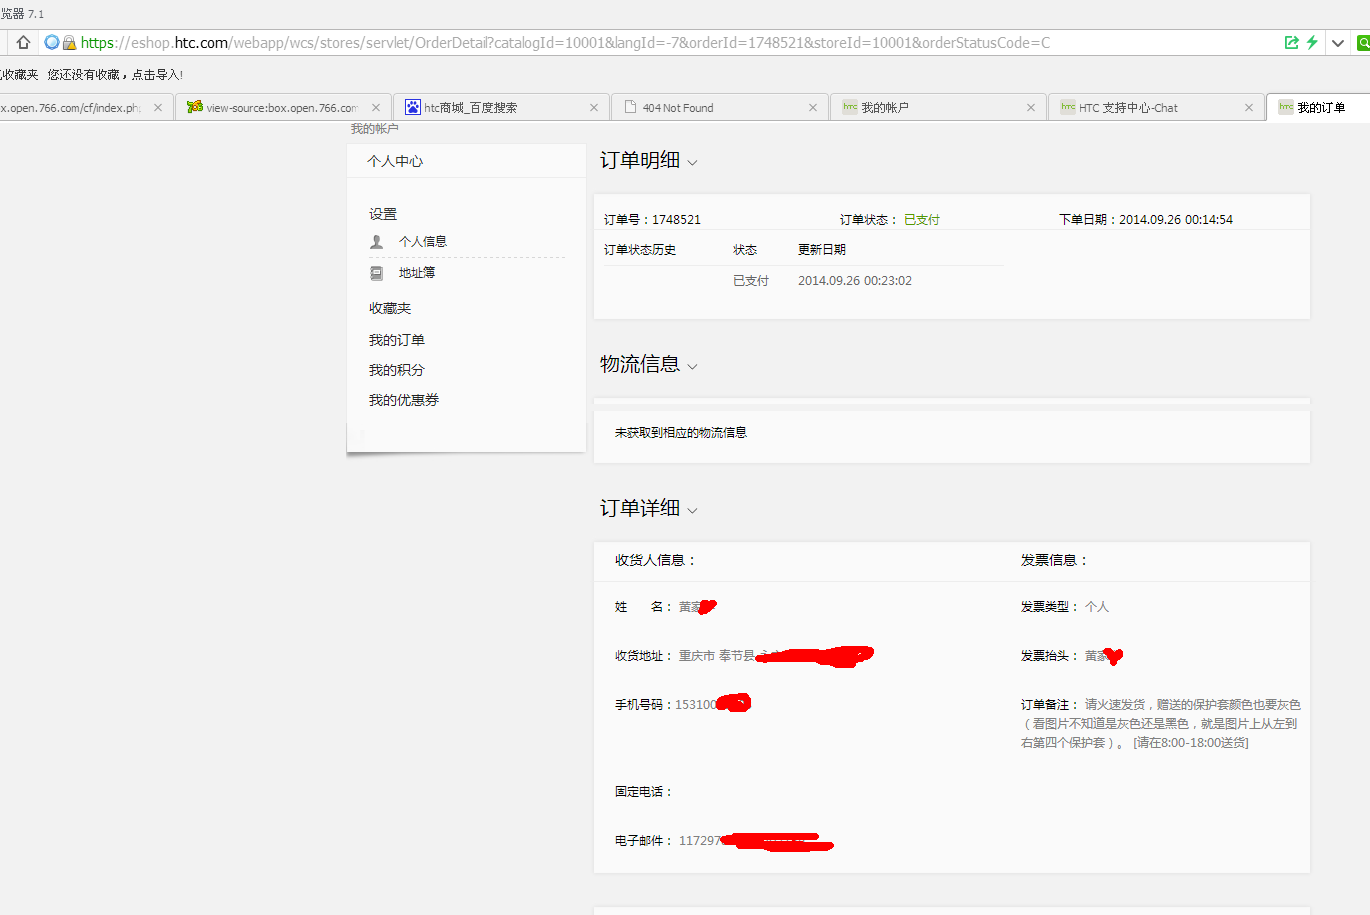 览器 7.1
https://eshop.htc.com/webapp/wcs/stores/servlet/OrderDetail?catalogId=10001&langId=-7&orderId=1748521&storeId=10001&orderStatusCode=C
收藏夹 您还没有收藏，点击导入!
x.open.766.com/cf/index.ph view-source:box.open.766.com htc商城_百度搜索 404 Not Found 我的帐户 HTC 支持中心-Chat 我的订单
我的帐户
个人中心
设置
个人信息
地址簿
收藏夹
我的订单
我的积分
我的优惠券
订单明细
订单号：1748521 订单状态： 已支付 下单日期：2014.09.26 00:14:54
订单状态历史 状态 更新日期
已支付 2014.09.26 00:23:02
物流信息
未获取到相应的物流信息
订单详细
收货人信息： 发票信息：
姓 名： 黄家 发票类型： 个人
收货地址： 重庆市 奉节县 发票抬头： 黄家
手机号码：153100 订单备注： 请火速发货，赠送的保护套颜色也要灰色
（看图片不知道是灰色还是黑色，就是图片上从左到
右第四个保护套）。 [请在8:00-18:00送货]
固定电话：
电子邮件： 117297